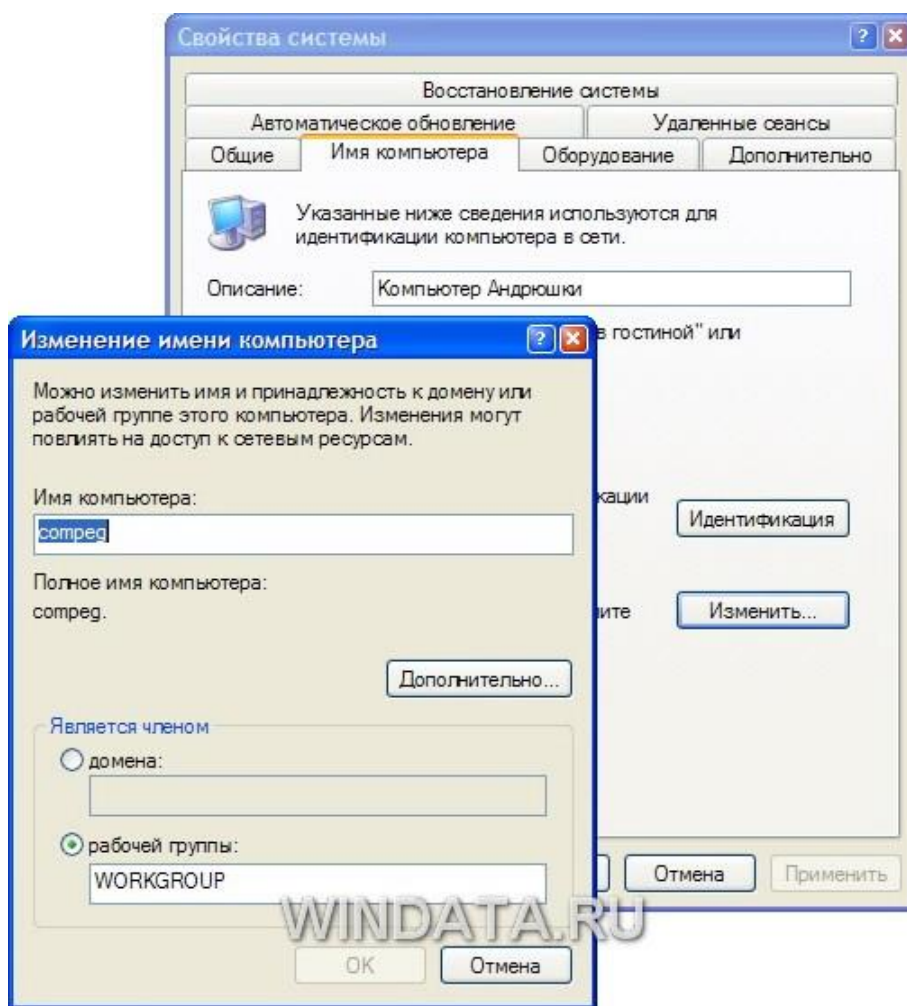 Свойства системы
Восстановление системы
Автоматическое обновление
Удаленные сеансы
Общие
Имя компьютера
Оборудование
Дополнительно
Указанные ниже сведения используются для
идентификации компьютера в сети.
Описание:
Компьютер Андрюшки
в гостиной" или
кации
Идентификация
ите
Изменить...
Отмена
Применить
Изменение имени компьютера
Можно изменить имя и принадлежность к домену или
рабочей группе этого компьютера. Изменения могут
повлиять на доступ к сетевым ресурсам.
Имя компьютера:
compeg
Полное имя компьютера:
compeg.
Дополнительно...
Является членом
домена:
рабочей группы:
WORKGROUP
OK
Отмена
WINDATA.RU